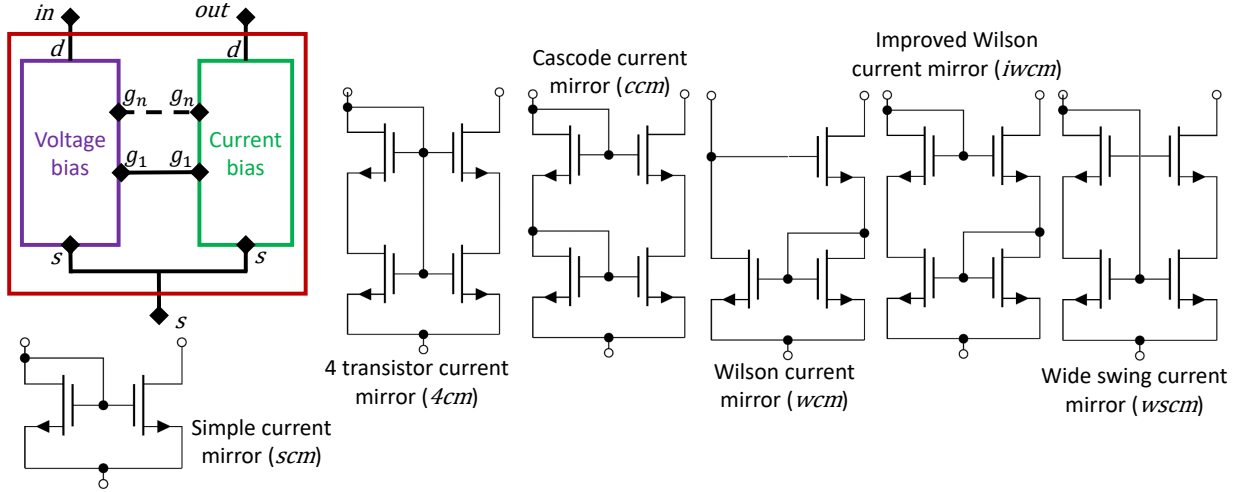 in
out
d
d
g_n
g_n
Voltage
bias
Current
bias
g_1
g_1
s
s
s
Simple current
mirror (scm)
4 transistor current
mirror (4cm)
Cascode current
mirror (ccm)
Wilson current
mirror (wcm)
Improved Wilson
current mirror (iwcm)
Wide swing current
mirror (wscm)